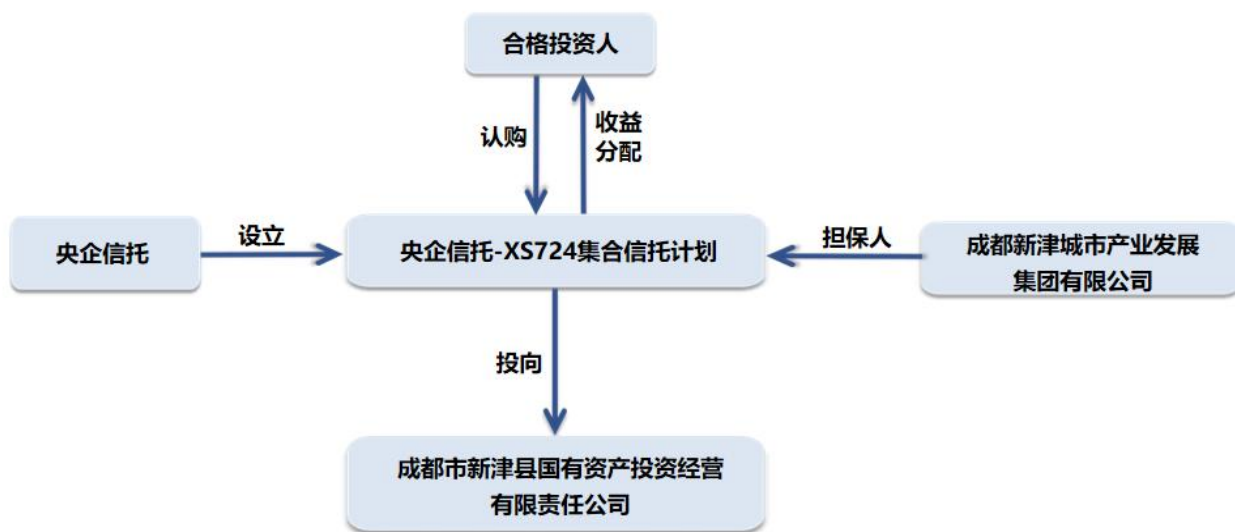 合格投资人
认购
收益
分配
央企信托
设立
央企信托-XS724集合信托计划
担保人
成都新津城市产业发展
集团有限公司
投向
成都市新津县国有资产投资经营
有限责任公司